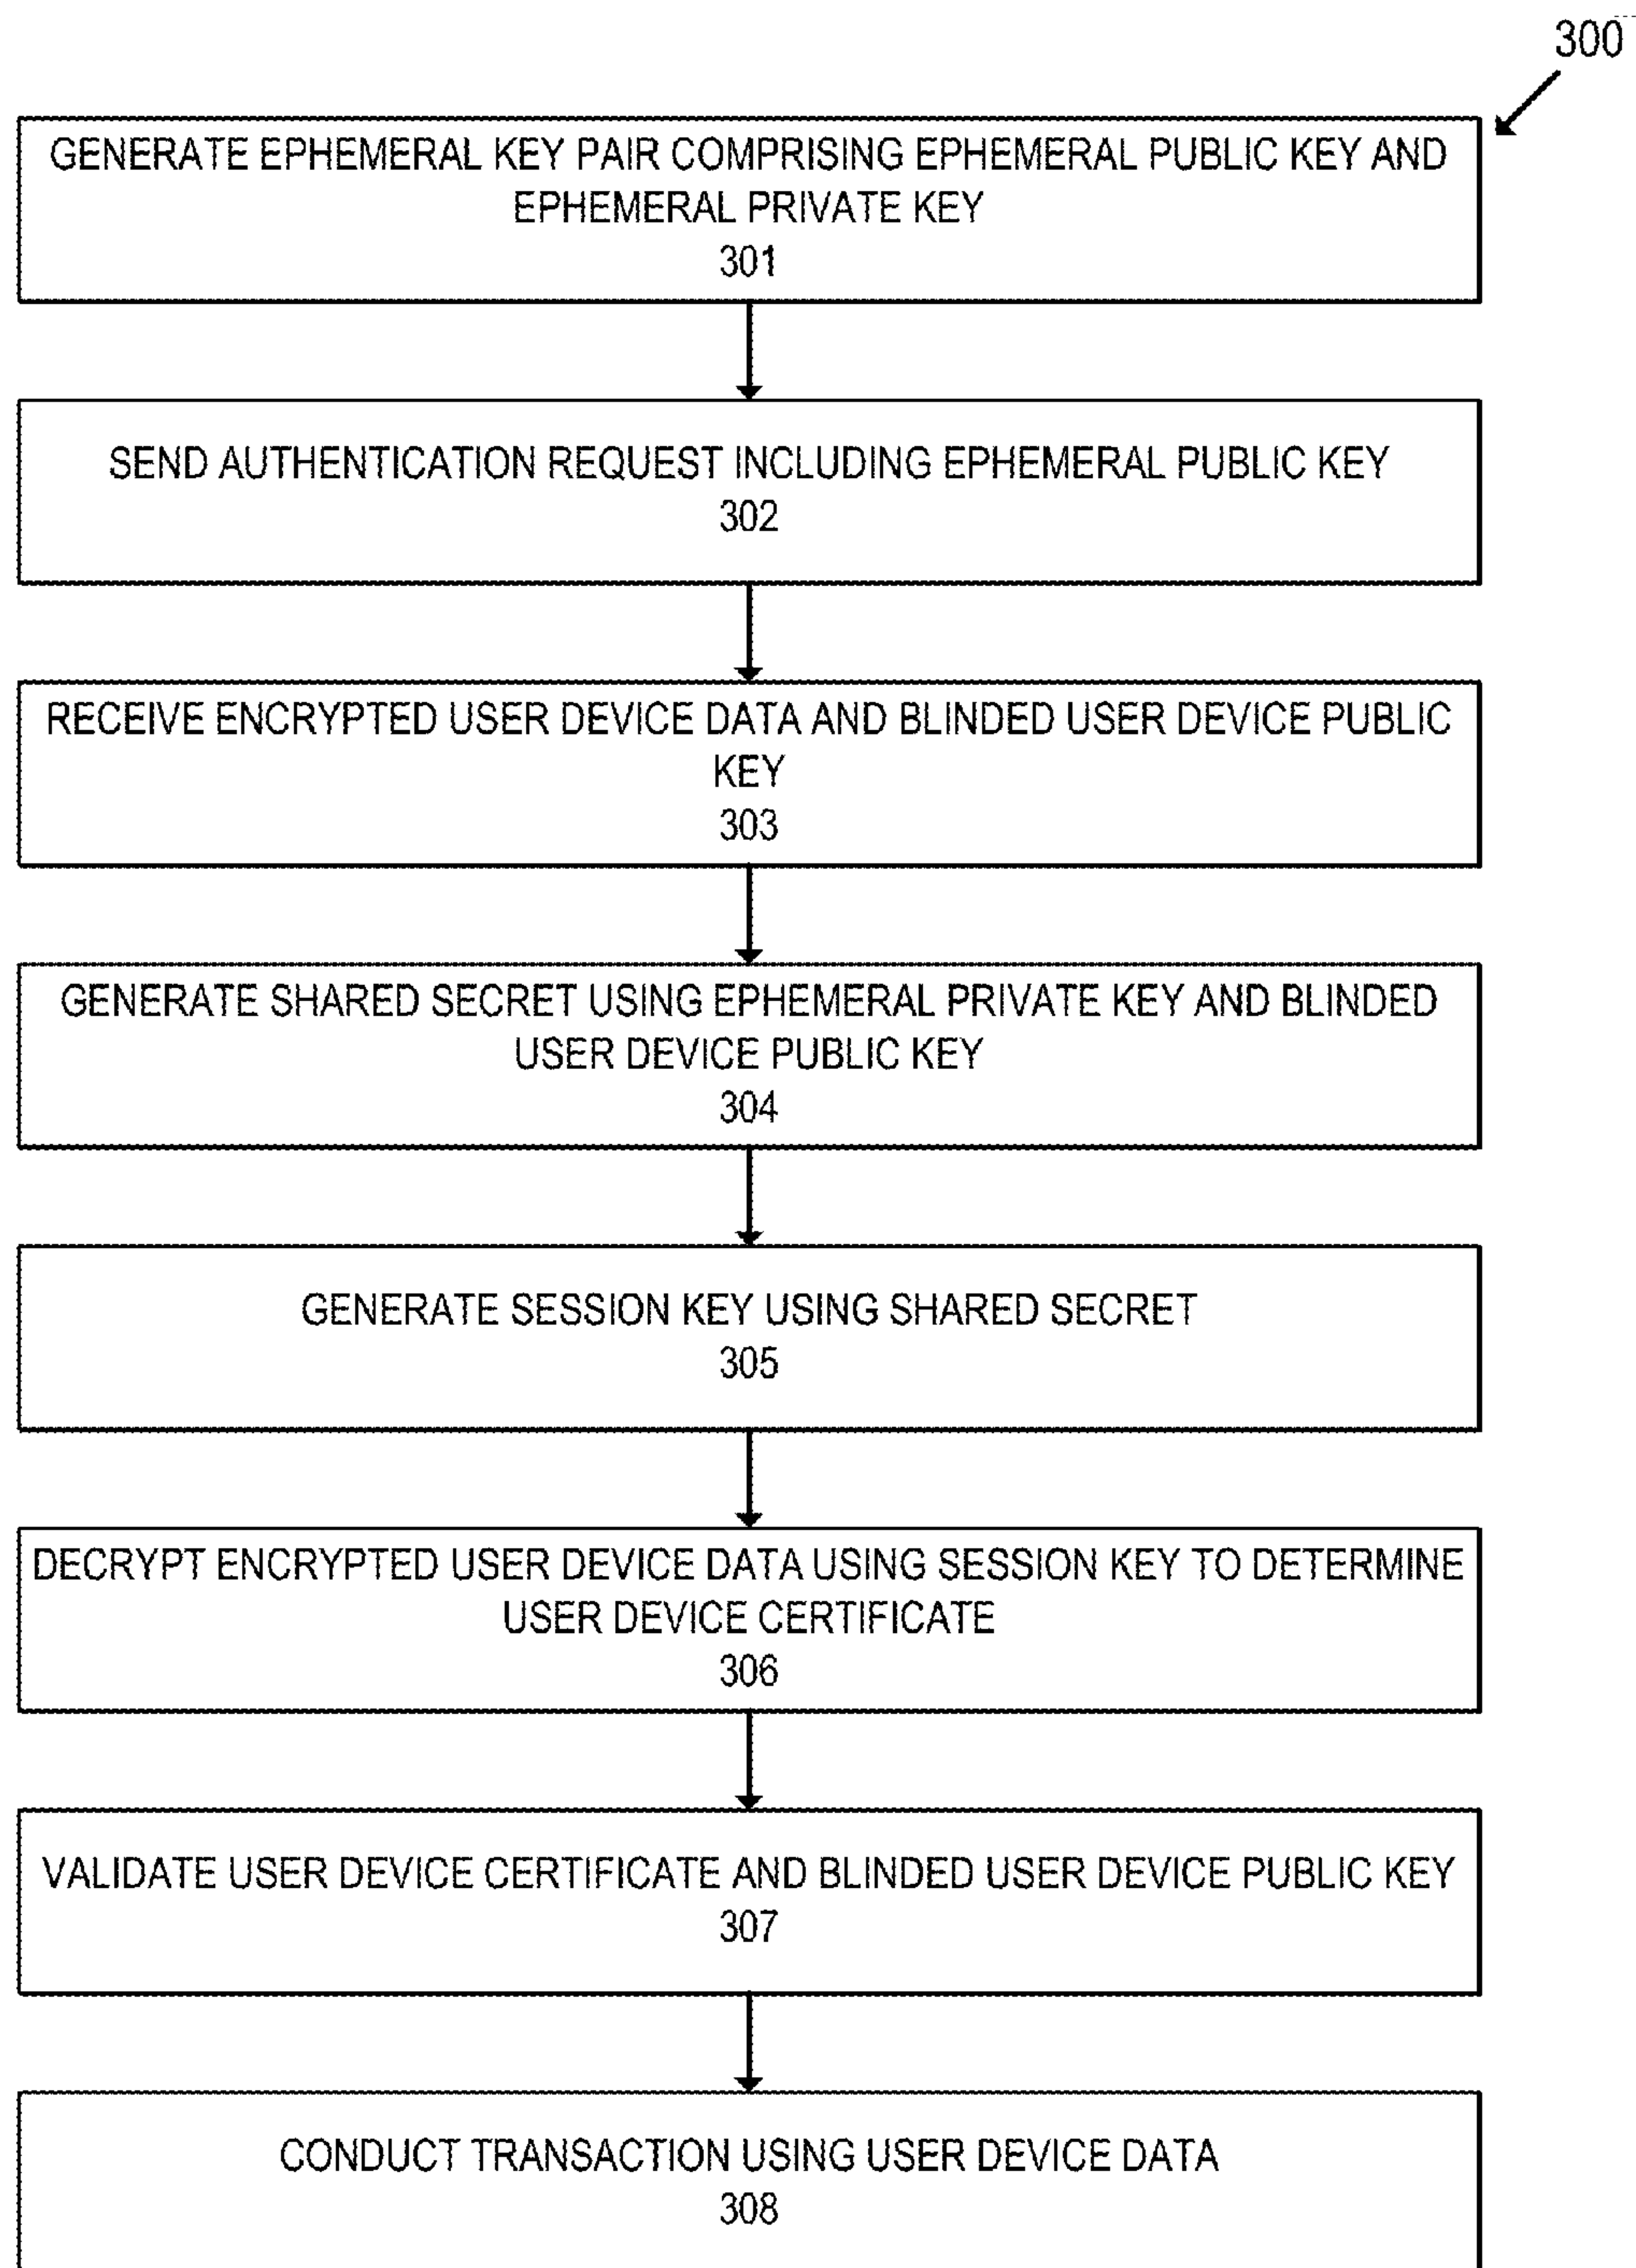 300
GENERATE EPHEMERAL KEY PAIR COMPRISING EPHEMERAL PUBLIC KEY AND
EPHEMERAL PRIVATE KEY
301
SEND AUTHENTICATION REQUEST INCLUDING EPHEMERAL PUBLIC KEY
302
RECEIVE ENCRYPTED USER DEVICE DATA AND BLINDED USER DEVICE PUBLIC
KEY
303
GENERATE SHARED SECRET USING EPHEMERAL PRIVATE KEY AND BLINDED
USER DEVICE PUBLIC KEY
304
GENERATE SESSION KEY USING SHARED SECRET
305
DECRYPT ENCRYPTED USER DEVICE DATA USING SESSION KEY TO DETERMINE
USER DEVICE CERTIFICATE
306
VALIDATE USER DEVICE CERTIFICATE AND BLINDED USER DEVICE PUBLIC KEY
307
CONDUCT TRANSACTION USING USER DEVICE DATA
308